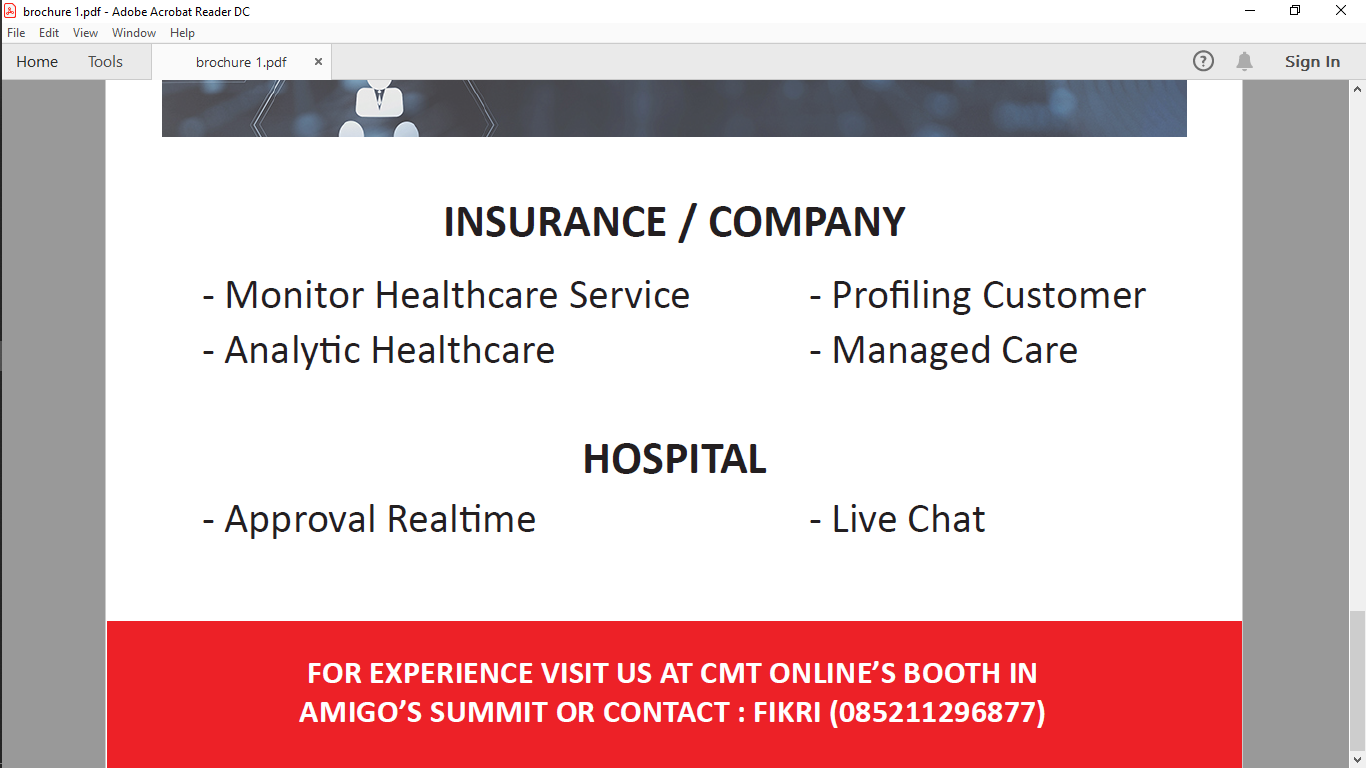 brochure 1.pdf - Adobe Acrobat Reader DC
File Edit View Window Help
Home Tools brochure 1.pdf × ? Sign In
INSURANCE / COMPANY
- Monitor Healthcare Service - Profiling Customer
- Analytic Healthcare - Managed Care
HOSPITAL
- Approval Realtime - Live Chat
FOR EXPERIENCE VISIT US AT CMT ONLINE’S BOOTH IN
AMIGO’S SUMMIT OR CONTACT : FIKRI (085211296877)